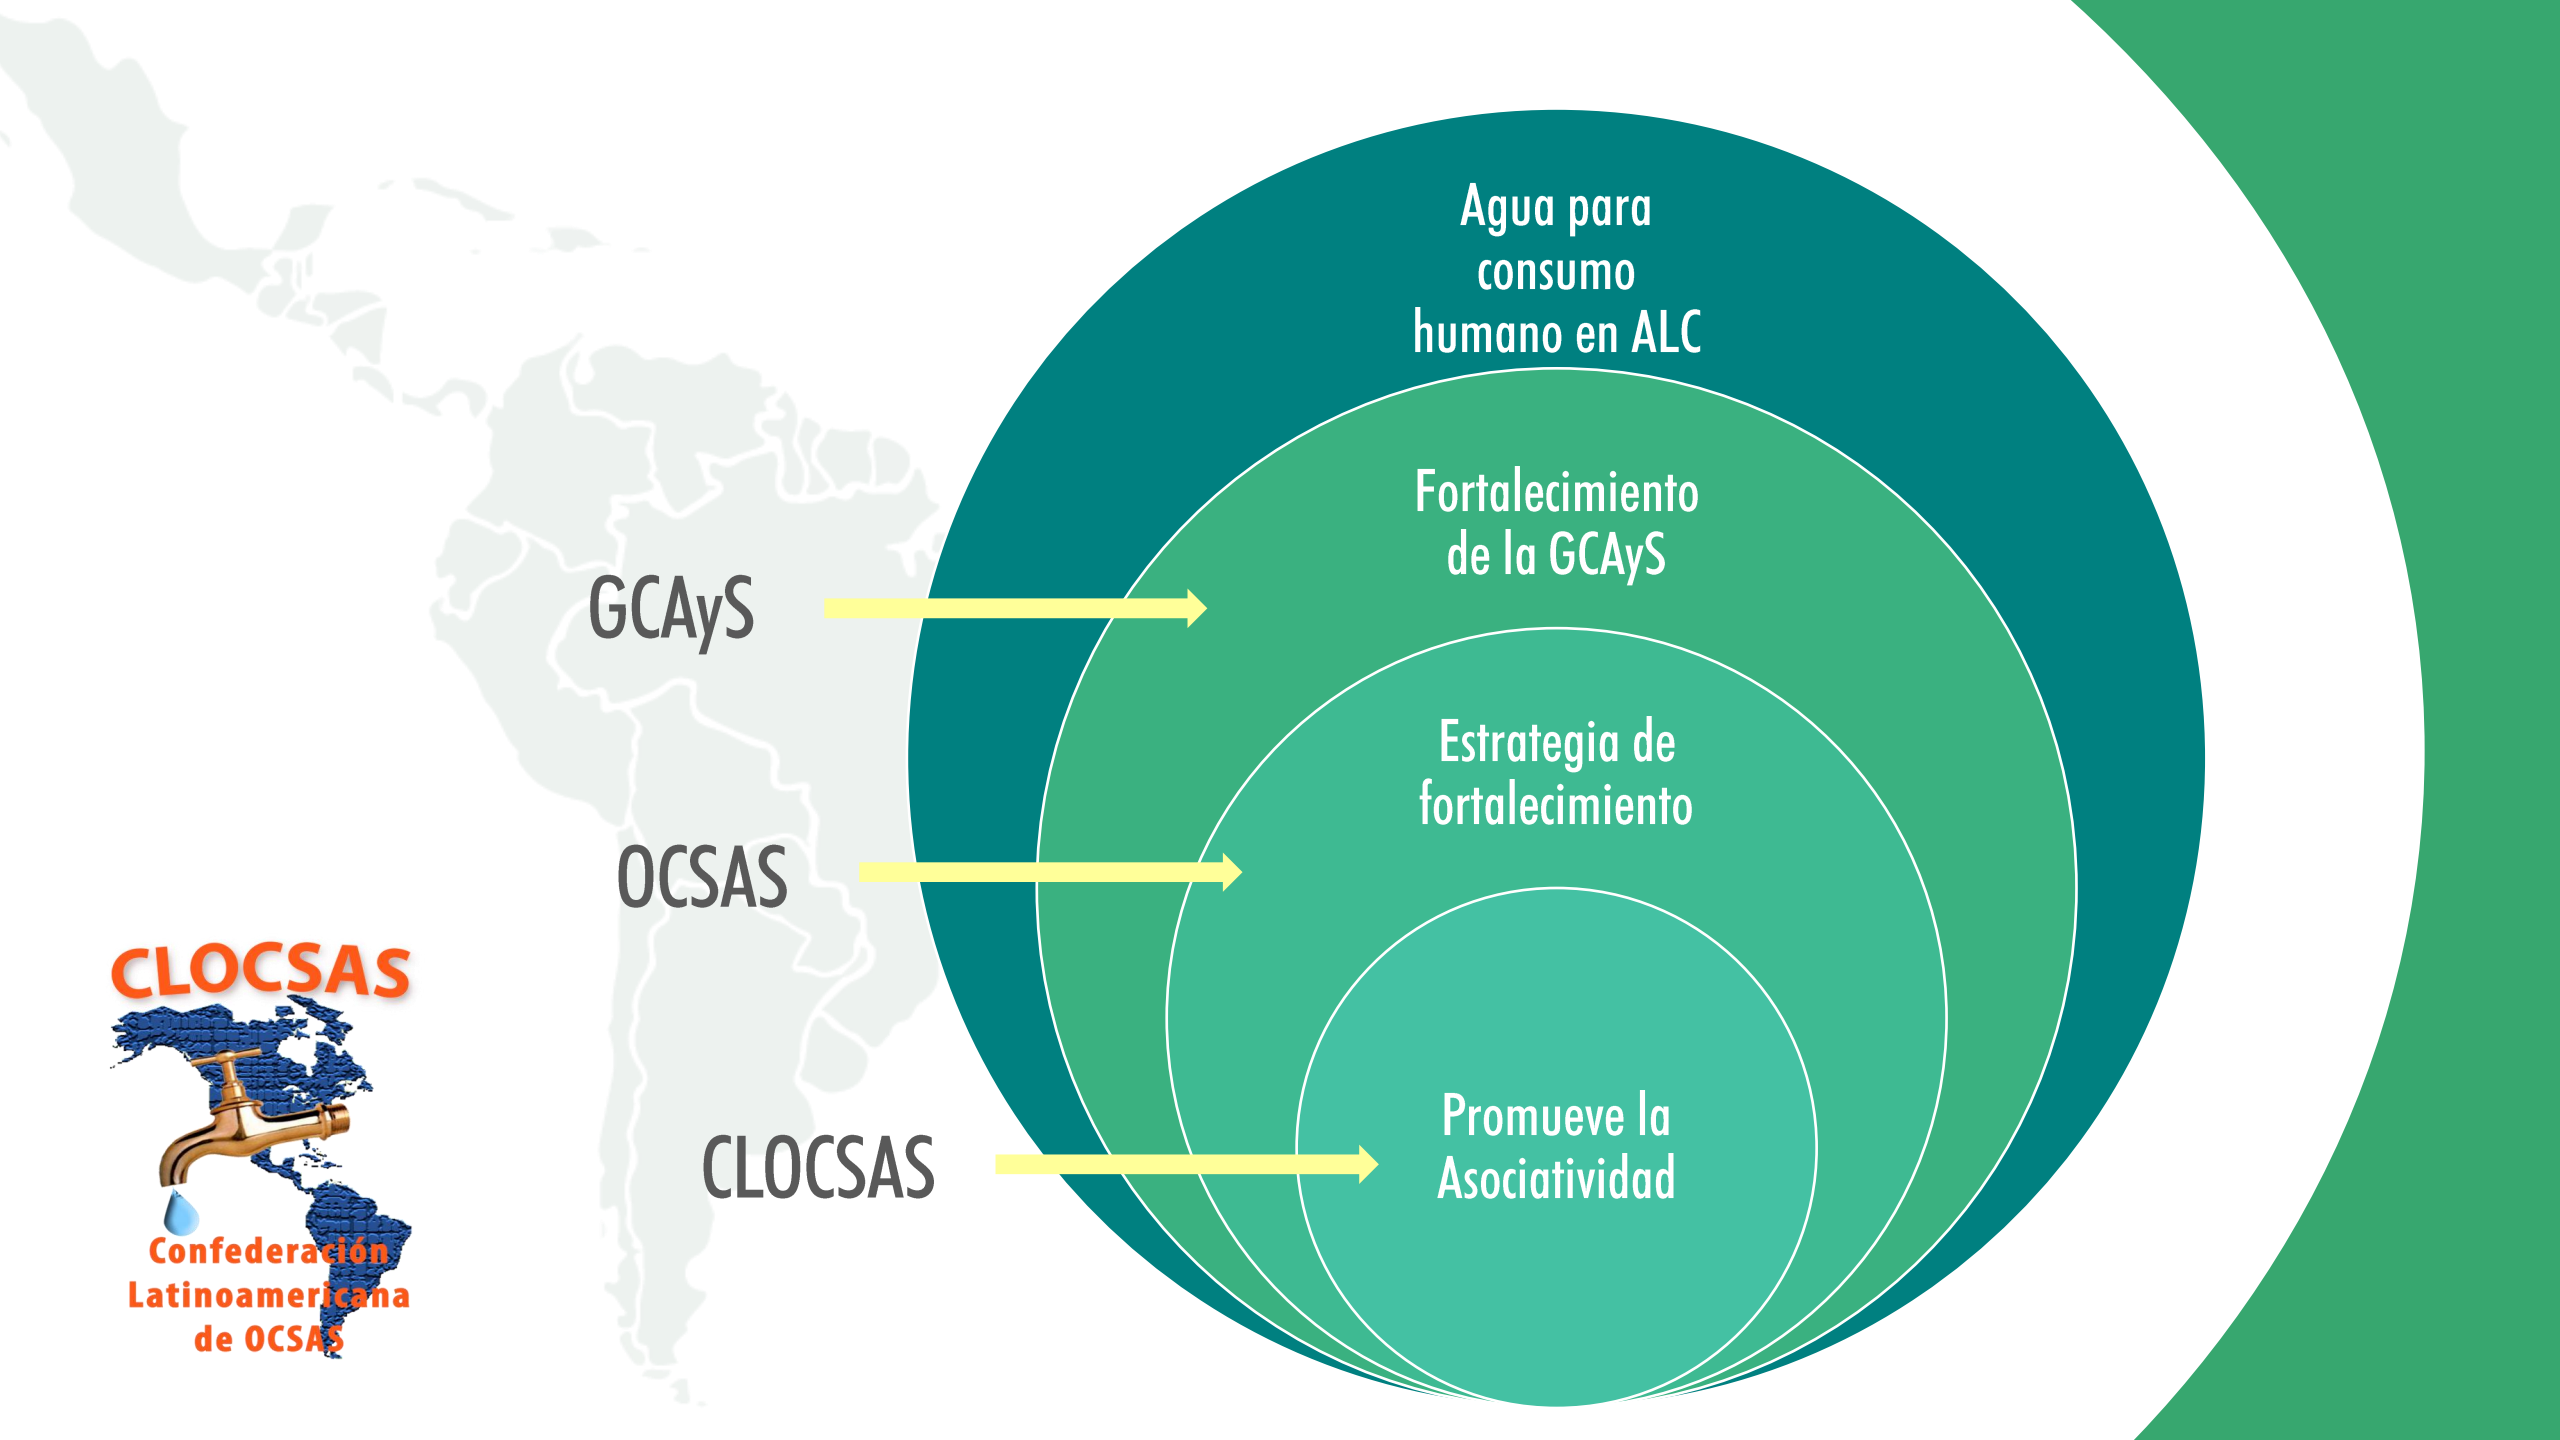 Agua para
consumo
humano en ALC
Fortalecimiento
de la GCAyS
GCAyS
Estrategia de
fortalecimiento
OCSAS
CLOCSAS
Promueve la
Asociatividad
CLOCSAS
Confederación
Latinoamericana
de OCSAS